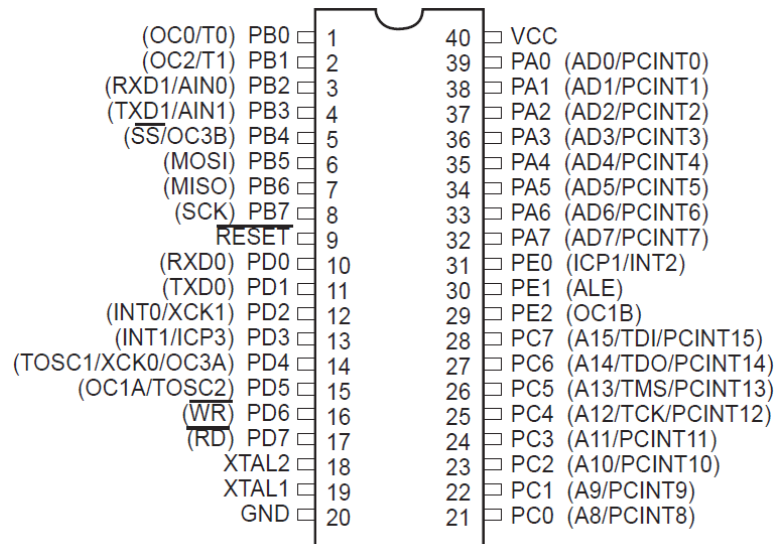 (OC0/T0) PB0 1 40 VCC
(OC2/T1) PB1 2 39 PA0 (AD0/PCINT0)
(RXD1/AIN0) PB2 3 38 PA1 (AD1/PCINT1)
(TXD1/AIN1) PB3 4 37 PA2 (AD2/PCINT2)
(SS/OC3B) PB4 5 36 PA3 (AD3/PCINT3)
(MOSI) PB5 6 35 PA4 (AD4/PCINT4)
(MISO) PB6 7 34 PA5 (AD5/PCINT5)
(SCK) PB7 8 33 PA6 (AD6/PCINT6)
RESET 9 32 PA7 (AD7/PCINT7)
(RXD0) PD0 10 31 PE0 (ICP1/INT2)
(TXD0) PD1 11 30 PE1 (ALE)
(INT0/XCK1) PD2 12 29 PE2 (OC1B)
(INT1/ICP3) PD3 13 28 PC7 (A15/TDI/PCINT15)
(TOSC1/XCK0/OC3A) PD4 14 27 PC6 (A14/TDO/PCINT14)
(OC1A/TOSC2) PD5 15 26 PC5 (A13/TMS/PCINT13)
(WR) PD6 16 25 PC4 (A12/TCK/PCINT12)
(RD) PD7 17 24 PC3 (A11/PCINT11)
XTAL2 18 23 PC2 (A10/PCINT10)
XTAL1 19 22 PC1 (A9/PCINT9)
GND 20 21 PC0 (A8/PCINT8)